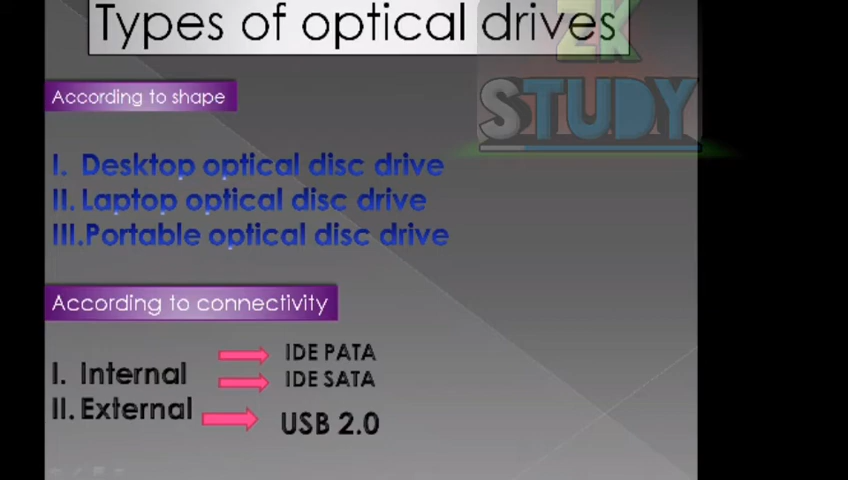 Types of optical drives
ZK
STUDY
According to shape
I. Desktop optical disc drive
II. Laptop optical disc drive
III.Portable optical disc drive
According to connectivity
IDE PATA
I. Internal
IDE SATA
II. External
USB 2.0